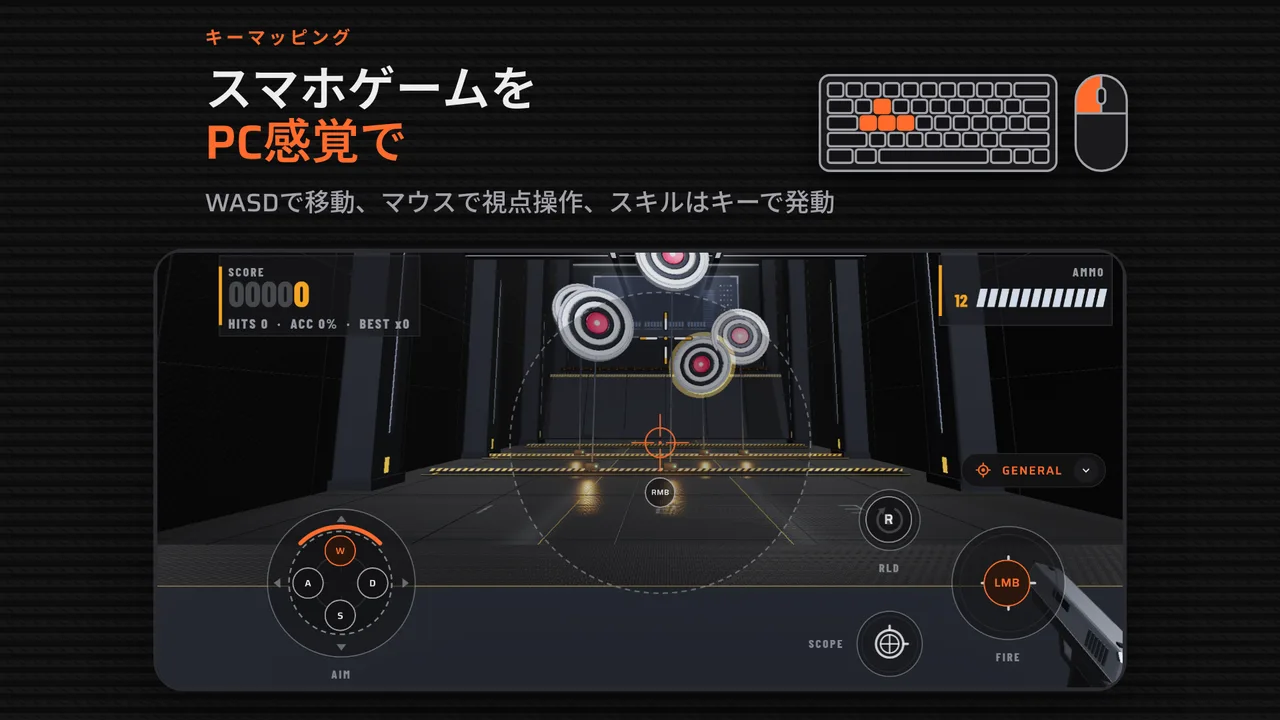 キーマッピング
スマホゲームを
PC感覚で
WASDで移動、マウスで視点操作、スキルはキーで発動
SCORE
00000
HITS 0 · ACC 0% · BEST x0
AMMO
12
GENERAL
RMB
R
RLD
W
A
D
S
AIM
LMB
FIRE
SCOPE